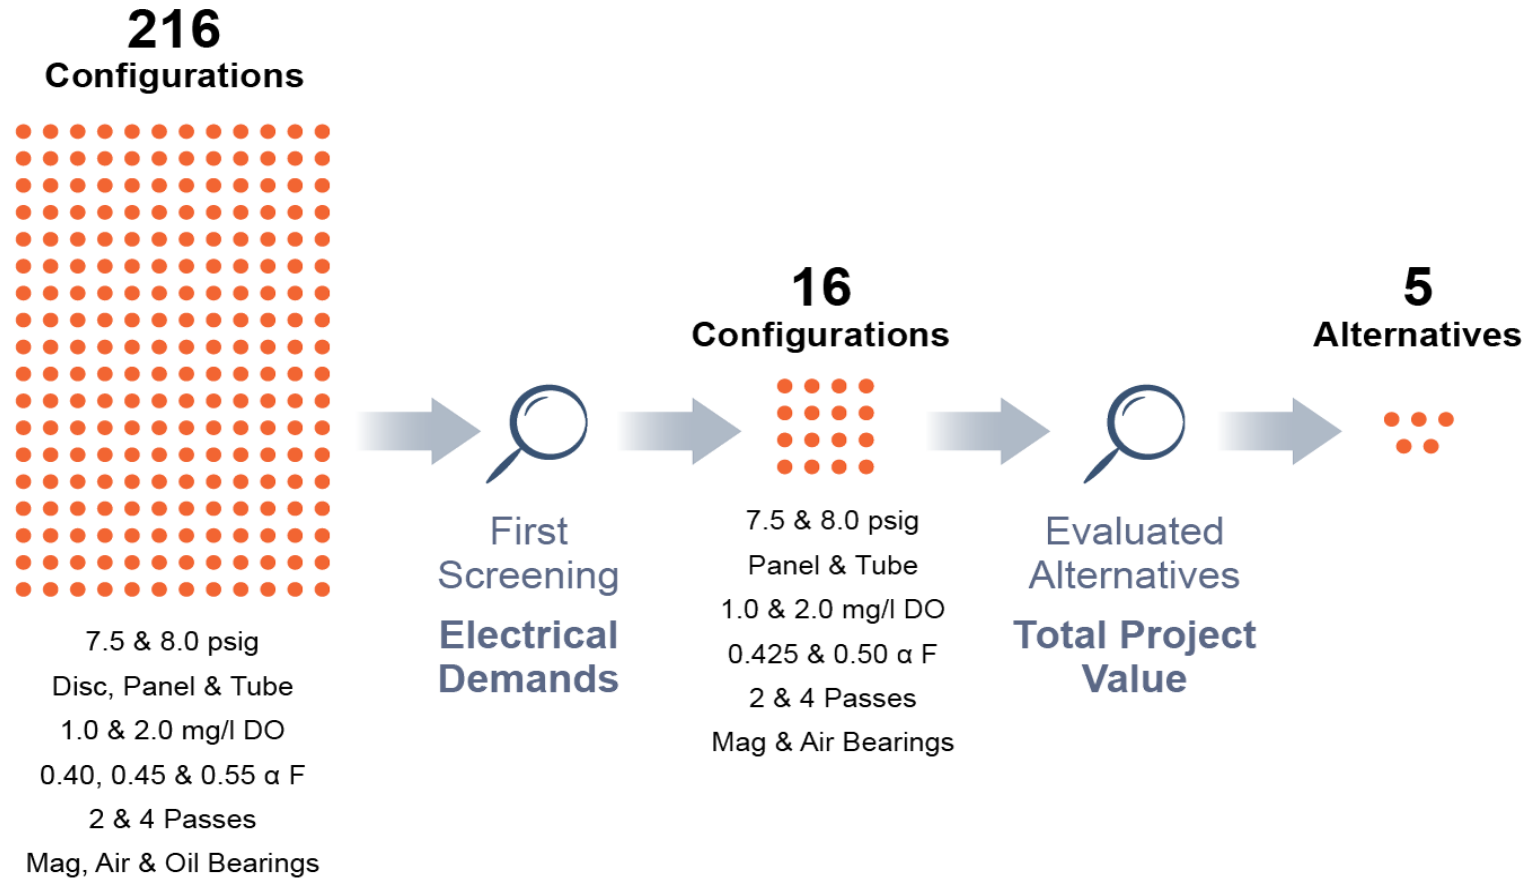 216
Configurations
7.5 & 8.0 psig
Disc, Panel & Tube
1.0 & 2.0 mg/l DO
0.40, 0.45 & 0.55 α F
2 & 4 Passes
Mag, Air & Oil Bearings
First
Screening
Electrical
Demands
16
Configurations
7.5 & 8.0 psig
Panel & Tube
1.0 & 2.0 mg/l DO
0.425 & 0.50 α F
2 & 4 Passes
Mag & Air Bearings
Evaluated
Alternatives
Total Project
Value
5
Alternatives